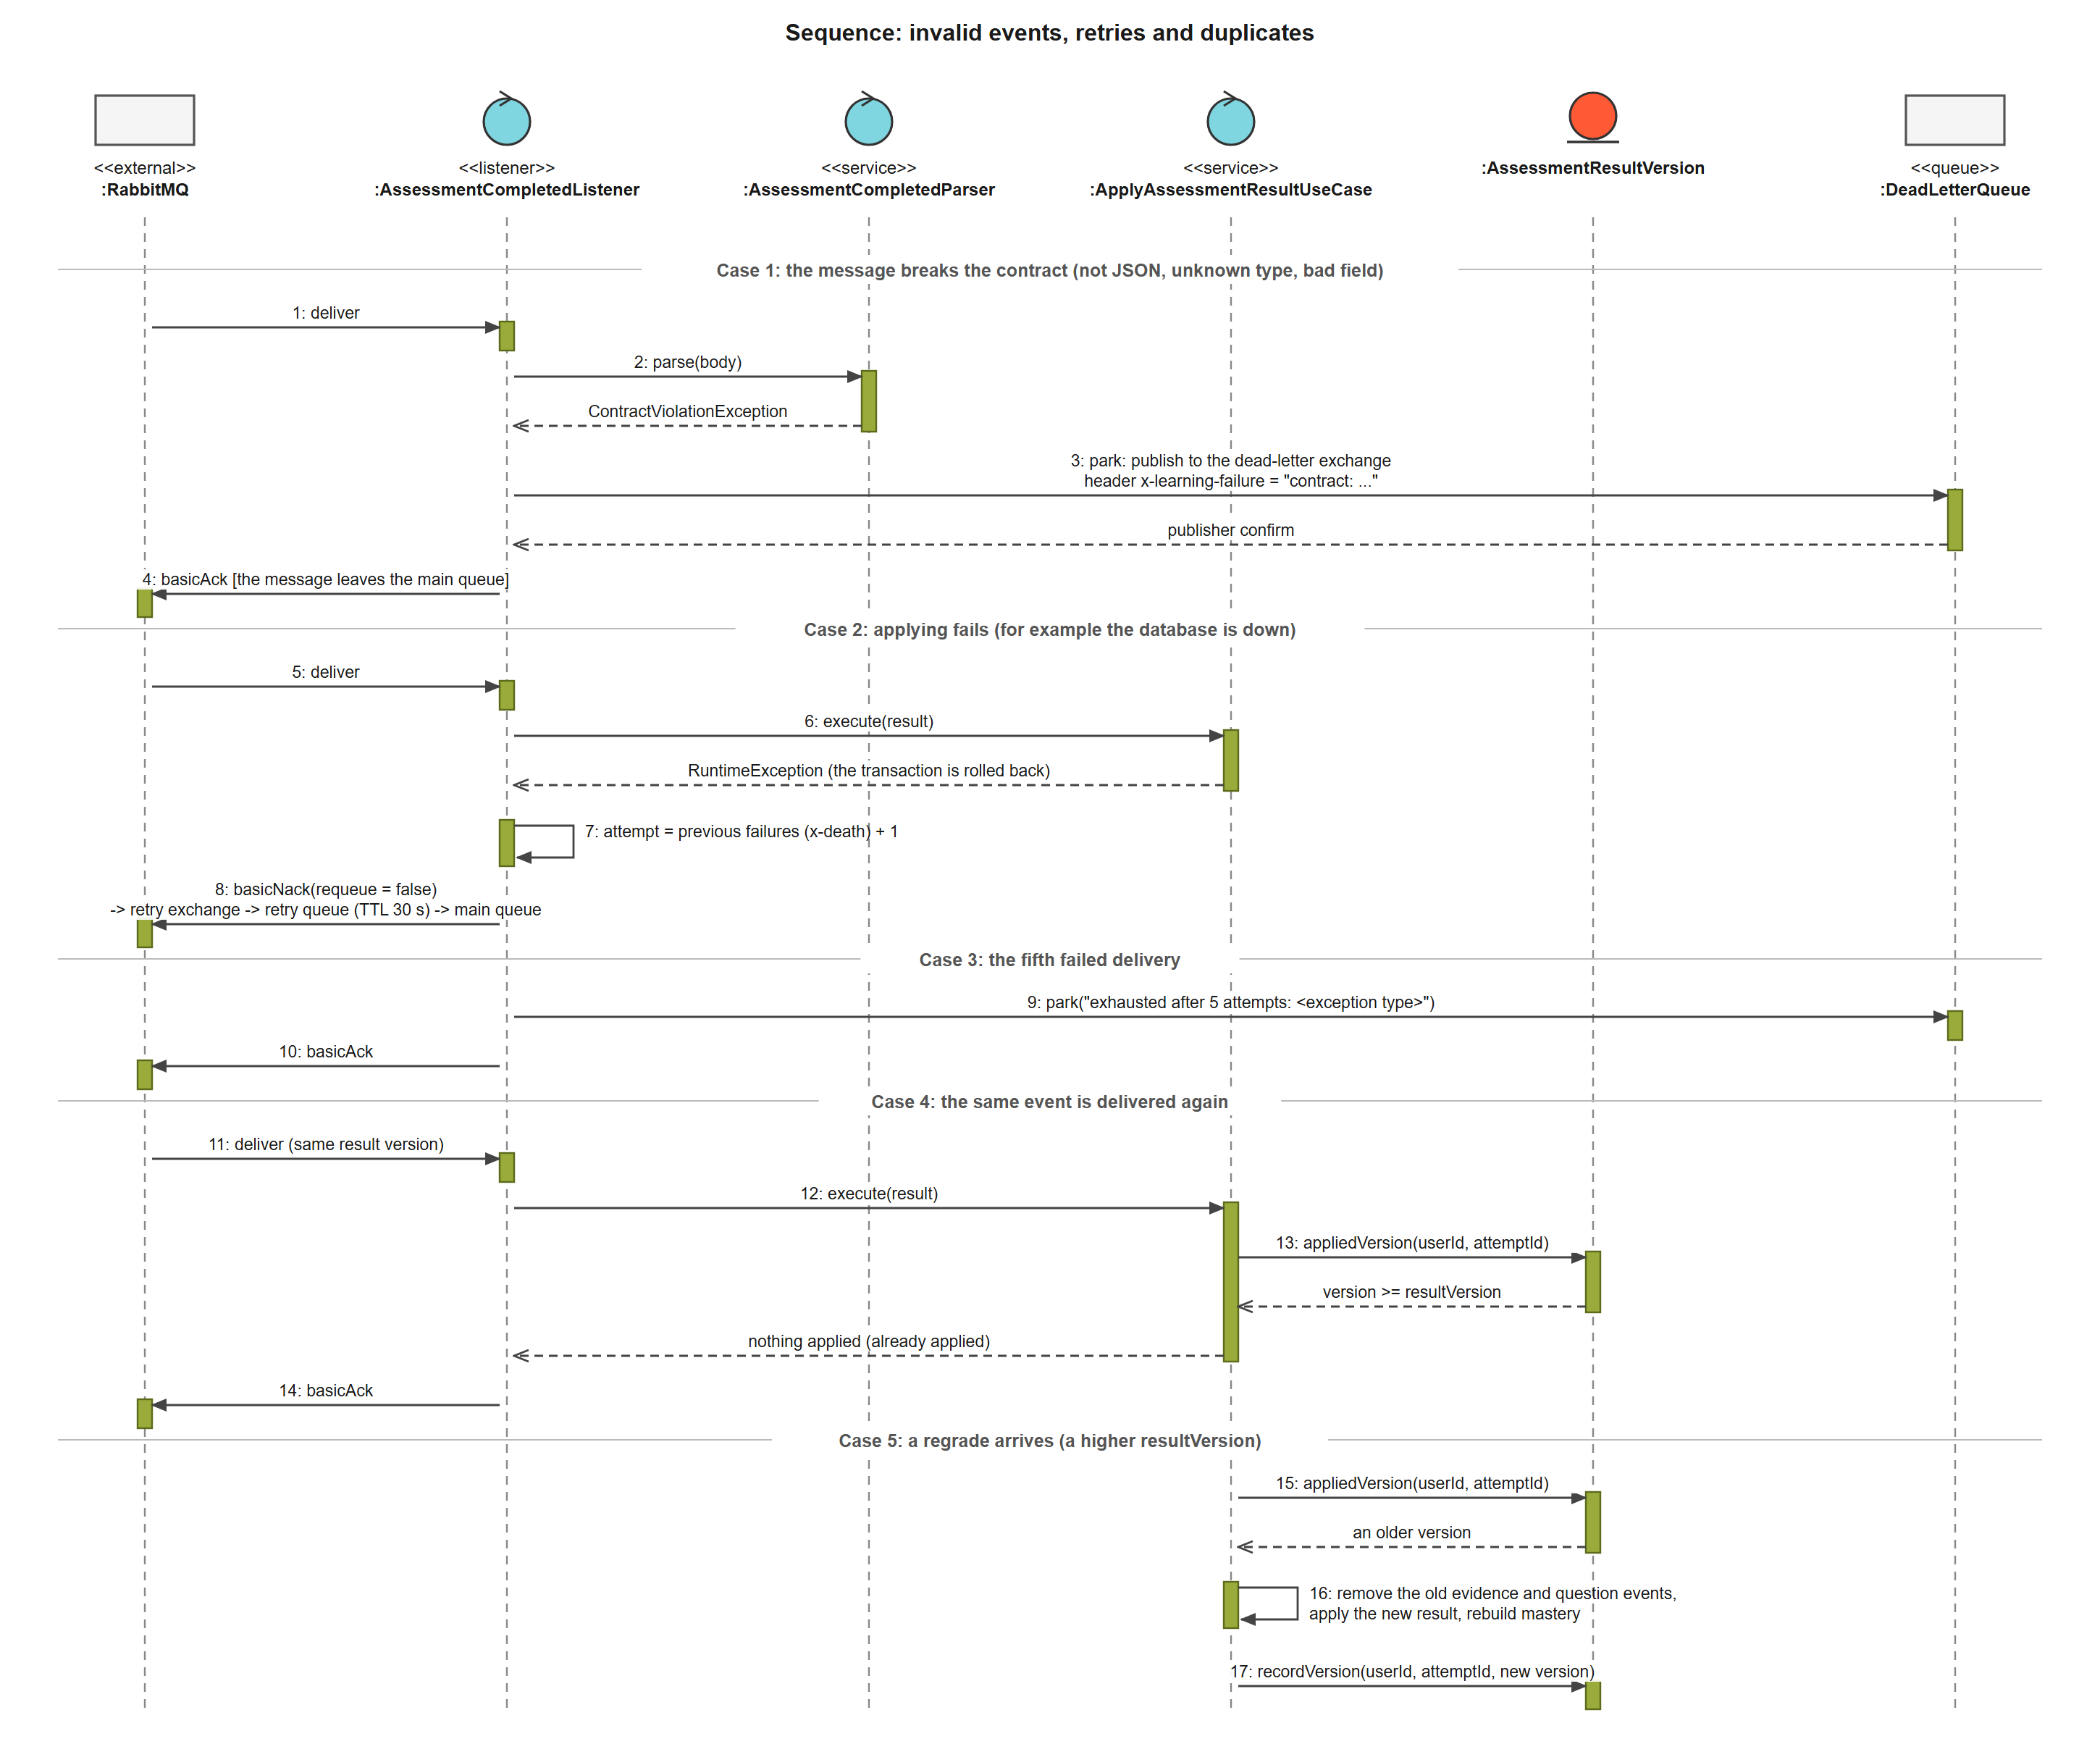 Sequence: invalid events, retries and duplicates
<<external>>
:RabbitMQ
<<listener>>
:AssessmentCompletedListener
<<service>>
:AssessmentCompletedParser
<<service>>
:ApplyAssessmentResultUseCase
:AssessmentResultVersion
<<queue>>
:DeadLetterQueue
Case 1: the message breaks the contract (not JSON, unknown type, bad field)
1: deliver
2: parse(body)
ContractViolationException
3: park: publish to the dead-letter exchange
header x-learning-failure = "contract: ..."
publisher confirm
4: basicAck [the message leaves the main queue]
Case 2: applying fails (for example the database is down)
5: deliver
6: execute(result)
RuntimeException (the transaction is rolled back)
7: attempt = previous failures (x-death) + 1
8: basicNack(requeue = false)
-> retry exchange -> retry queue (TTL 30 s) -> main queue
Case 3: the fifth failed delivery
9: park("exhausted after 5 attempts: <exception type>")
10: basicAck
Case 4: the same event is delivered again
11: deliver (same result version)
12: execute(result)
13: appliedVersion(userId, attemptId)
version >= resultVersion
nothing applied (already applied)
14: basicAck
Case 5: a regrade arrives (a higher resultVersion)
15: appliedVersion(userId, attemptId)
an older version
16: remove the old evidence and question events,
apply the new result, rebuild mastery
17: recordVersion(userId, attemptId, new version)